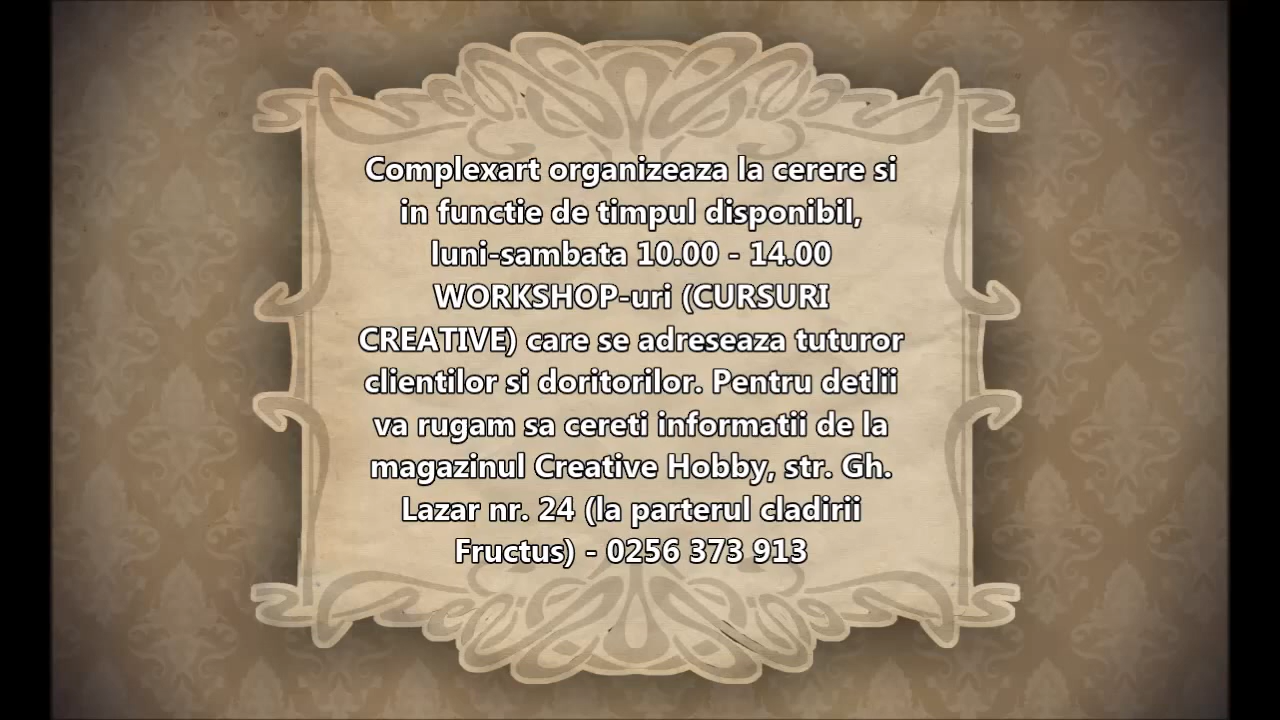 Complexart organizeaza la cerere si
in functie de timpul disponibil,
luni-sambata 10.00 - 14.00
WORKSHOP-uri (CURSURI
CREATIVE) care se adreseaza tuturor
clientilor si doritorilor. Pentru detlii
va rugam sa cereti informatii de la
magazinul Creative Hobby, str. Gh.
Lazar nr. 24 (la parterul cladirii
Fructus) - 0256 373 913